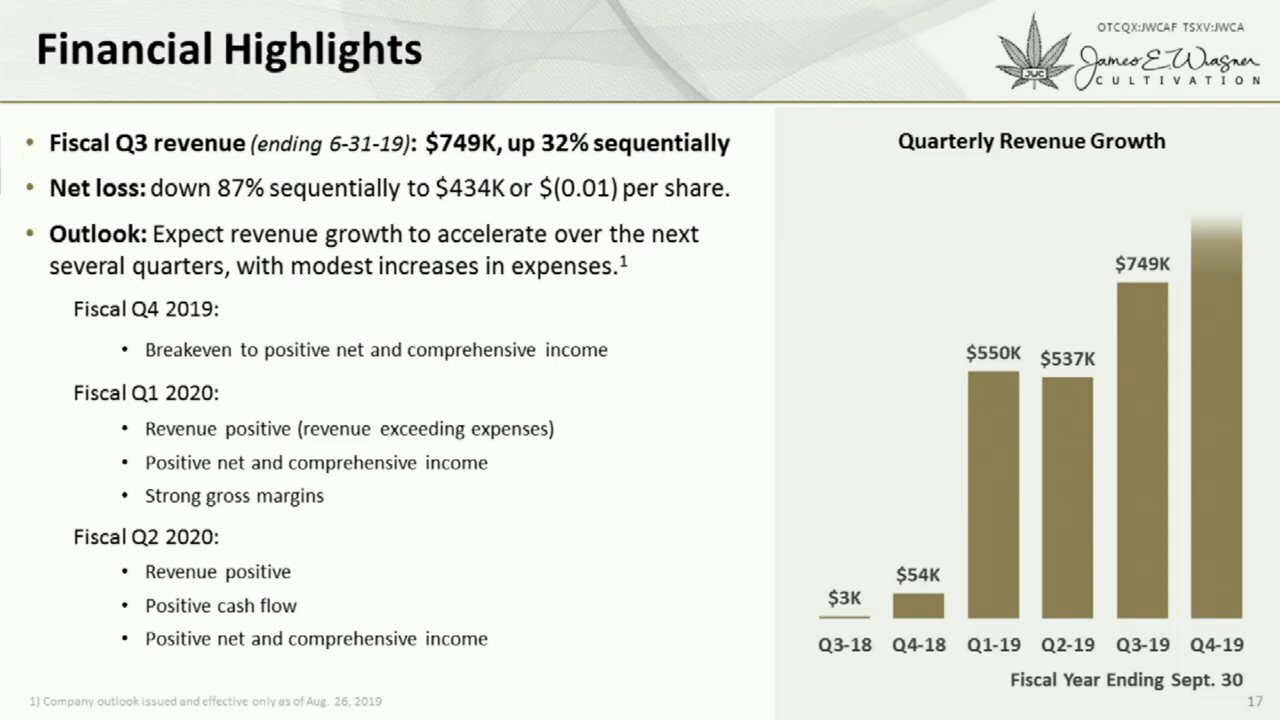 Financial Highlights
OTCQX:JWCAF TSXV:JWCA
JWC
James E. Wagner
CULTIVATION
• Fiscal Q3 revenue (ending 6-31-19): $749K, up 32% sequentially
• Net loss: down 87% sequentially to $434K or $(0.01) per share.
• Outlook: Expect revenue growth to accelerate over the next
several quarters, with modest increases in expenses.¹
Fiscal Q4 2019:
• Breakeven to positive net and comprehensive income
Fiscal Q1 2020:
• Revenue positive (revenue exceeding expenses)
• Positive net and comprehensive income
• Strong gross margins
Fiscal Q2 2020:
• Revenue positive
• Positive cash flow
• Positive net and comprehensive income
1) Company outlook issued and effective only as of Aug. 26, 2019
Quarterly Revenue Growth
$3K $54K $550K $537K $749K
Q3-18 Q4-18 Q1-19 Q2-19 Q3-19 Q4-19
Fiscal Year Ending Sept. 30
17